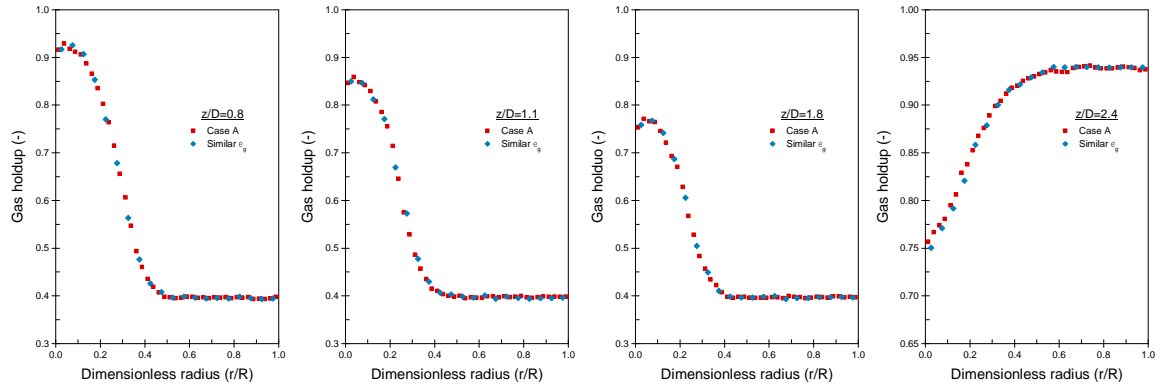 Gas holdup (-)
1.0
0.9
0.8
0.7
0.6
0.5
0.4
0.3
z/D=0.8
Case A
Similar e_g
0.0 0.2 0.4 0.6 0.8 1.0
Dimensionless radius (r/R)
Gas holdup (-)
1.0
0.9
0.8
0.7
0.6
0.5
0.4
0.3
z/D=1.1
Case A
Similar e_g
0.0 0.2 0.4 0.6 0.8 1.0
Dimensionless radius (r/R)
Gas holduo (-)
1.0
0.9
0.8
0.7
0.6
0.5
0.4
0.3
z/D=1.8
Case A
Similar e_g
0.0 0.2 0.4 0.6 0.8 1.0
Dimensionless radius (r/R)
Gas holdup (-)
1.00
0.95
0.90
0.85
0.80
0.75
0.70
0.65
z/D=2.4
Case A
Similar e_g
0.0 0.2 0.4 0.6 0.8 1.0
Dimensionless radius (r/R)